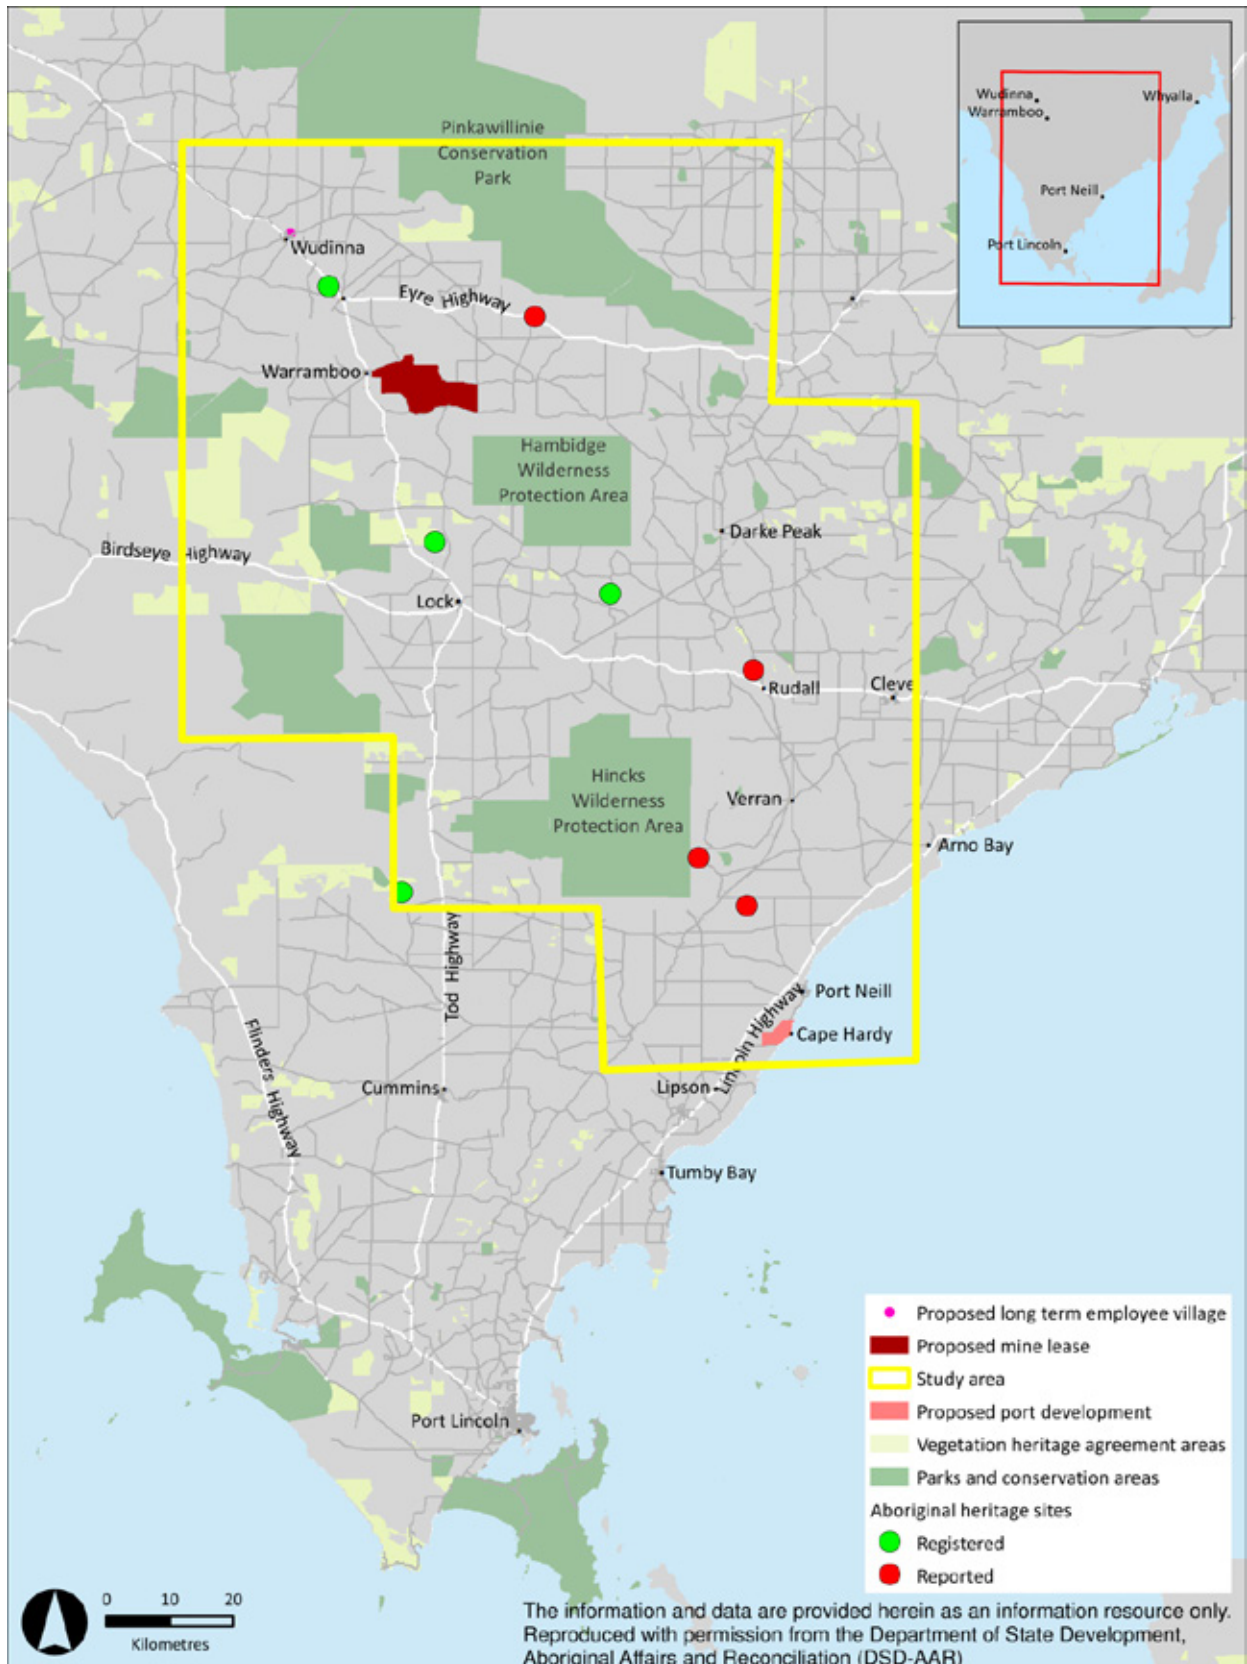 Pinkawillinie
Conservation
Park
Wudinna
Warramboo
Whyalla
Port Neill
Port Lincoln
Wudinna
Eyre Highway
Warramboo
Hambidge
Wilderness
Protection Area
Darke Peak
Birdseye Highway
Lock
Rudall
Cleve
Hincks
Wilderness
Protection Area
Verran
Arno Bay
Tod Highway
Port Neill
Lincoln Highway
Cape Hardy
Flinders Highway
Cummins
Lipson
Tumby Bay
Port Lincoln
Proposed long term employee village
Proposed mine lease
Study area
Proposed port development
Vegetation heritage agreement areas
Parks and conservation areas
Aboriginal heritage sites
Registered
Reported
0 10 20
Kilometres
The information and data are provided herein as an information resource only.
Reproduced with permission from the Department of State Development,
Aboriginal Affairs and Reconciliation (DSD-AAR)